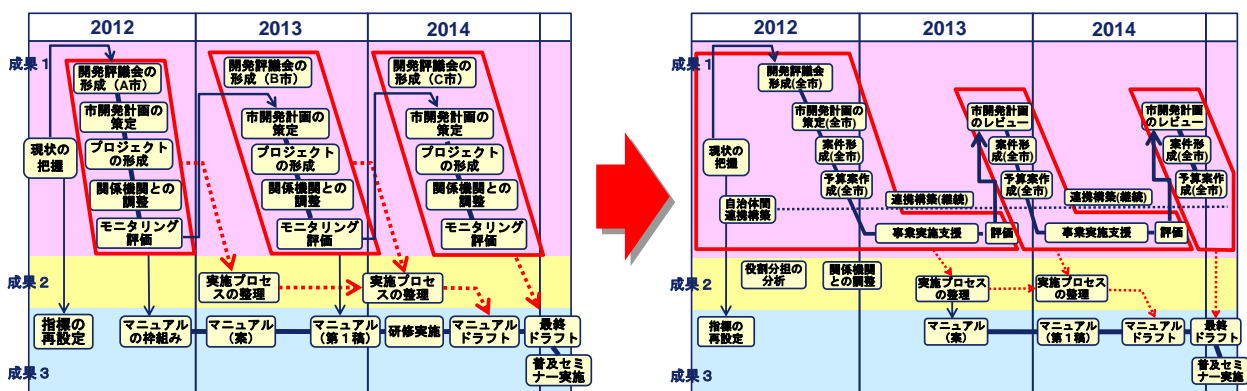 2012
2013
2014
成果1
開発評議会の
形成（A市）
市開発計画の
策定
プロジェクト
の形成
関係機関との
調整
モニタリング
評価
現状の
把握
開発評議会の
形成（B市）
市開発計画の
策定
プロジェクト
の形成
関係機関との
調整
モニタリング
評価
開発評議会の
形成（C市）
市開発計画の
策定
プロジェクト
の形成
関係機関との
調整
モニタリング
評価
成果2
実施プロセ
スの整理
実施プロセ
スの整理
指標の
再設定
マニュアル
の枠組み
マニュアル
（案）
マニュアル
（第１稿）
研修実施
マニュアル
ドラフト
最終
ドラフト
成果3
普及セミ
ナー実施
2012
2013
2014
成果1
開発評議会
形成(全市)
市開発計画の
策定(全市)
案件形
成(全市)
予算案作
成(全市)
現状の
把握
自治体間
連携構築
市開発計画
のレビュー
案件形
成(全市)
予算案作
成(全市)
連携構築(継続)
事業実施支援
評価
市開発計画
のレビュー
案件形
成(全市)
予算案作
成(全市)
連携構築(継続)
事業実施支援
評価
成果2
役割分担
の分析
関係機関
との調整
実施プロセス
の整理
実施プロセス
の整理
指標の
再設定
マニュアル
（案）
マニュアル
（第１稿）
マニュアル
ドラフト
最終
ドラフト
成果3
普及セミ
ナー実施